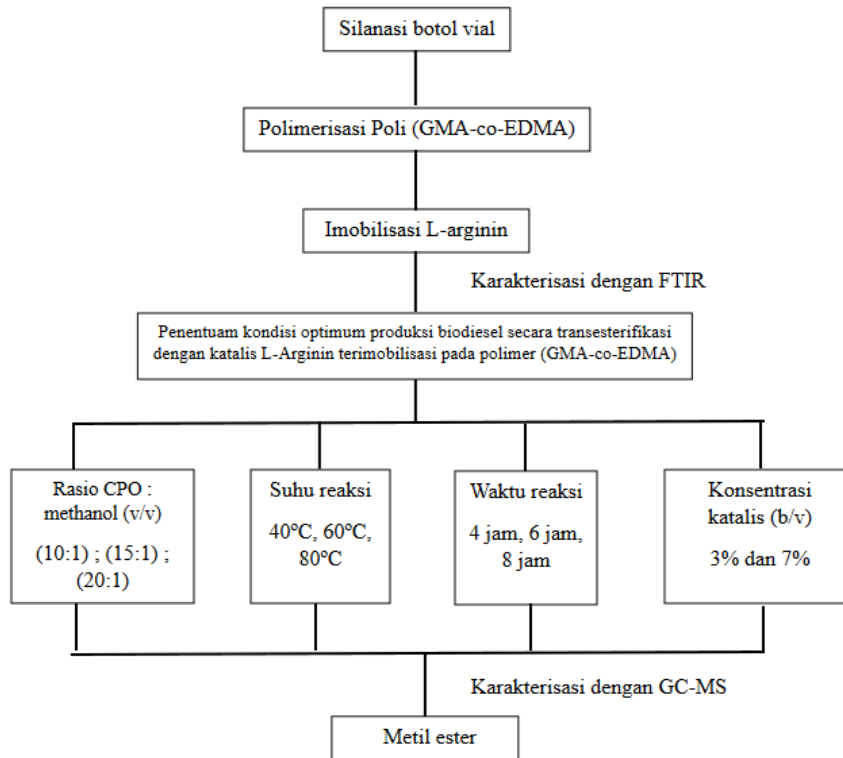 Silanasi botol vial
Polimerisasi Poli (GMA-co-EDMA)
Imobilisasi L-arginin
Karakterisasi dengan FTIR
Penentuam kondisi optimum produksi biodiesel secara transesterifikasi
dengan katalis L-Arginin terimobilisasi pada polimer (GMA-co-EDMA)
Rasio CPO :
methanol (v/v)
(10:1) ; (15:1) ;
(20:1)
Suhu reaksi
40°C, 60°C,
80°C
Waktu reaksi
4 jam, 6 jam,
8 jam
Konsentrasi
katalis (b/v)
3% dan 7%
Karakterisasi dengan GC-MS
Metil ester